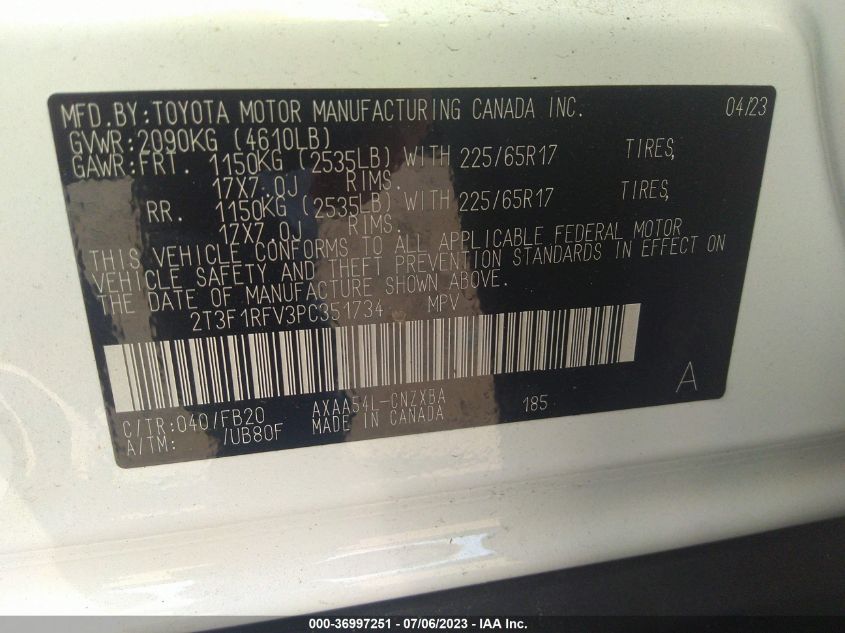 MFD.BY:TOYOTA MOTOR MANUFACTURING CANADA INC. 04/23
GVWR:2090KG (4610LB)
GAWR:FRT. 1150KG (2535LB) WITH 225/65R17 TIRES,
17X7.0J RIMS.
RR. 1150KG (2535LB) WITH 225/65R17 TIRES,
17X7.0J RIMS.
THIS VEHICLE CONFORMS TO ALL APPLICABLE FEDERAL MOTOR
VEHICLE SAFETY AND THEFT PREVENTION STANDARDS IN EFFECT ON
THE DATE OF MANUFACTURE SHOWN ABOVE.
2T3F1RFV3PC351734 MPV
A
C/TR:040/FB20 AXAA54L-CNZXBA 185
A/TM: /UB80F MADE IN CANADA
000-36997251 - 07/06/2023 - IAA Inc.